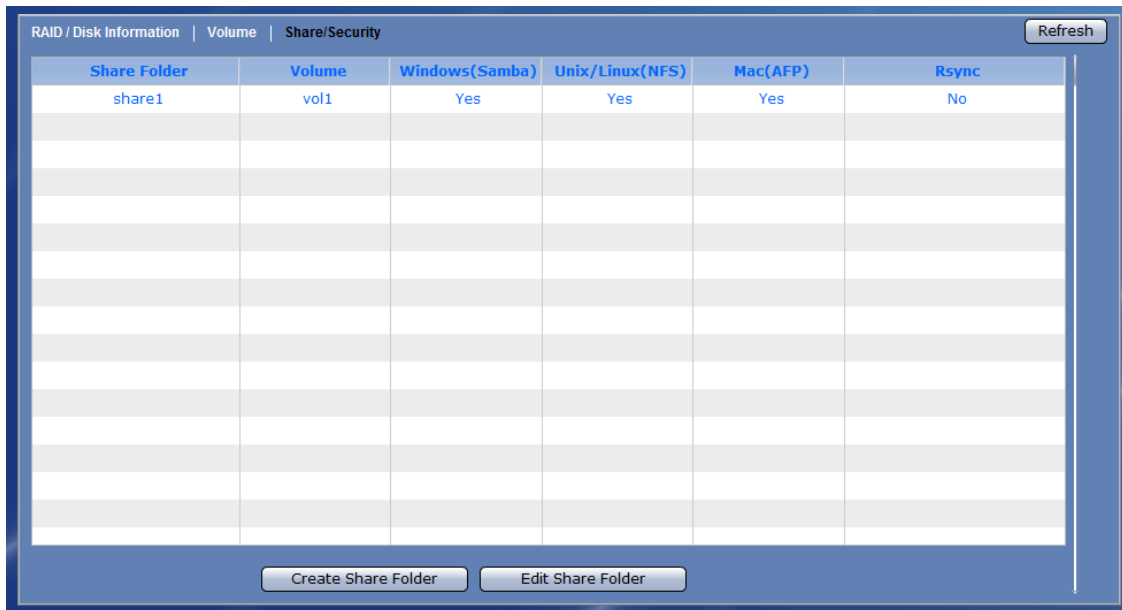 RAID / Disk Information | Volume | Share/Security Refresh
Share Folder Volume Windows(Samba) Unix/Linux(NFS) Mac(AFP) Rsync
share1 vol1 Yes Yes Yes No
Create Share Folder Edit Share Folder